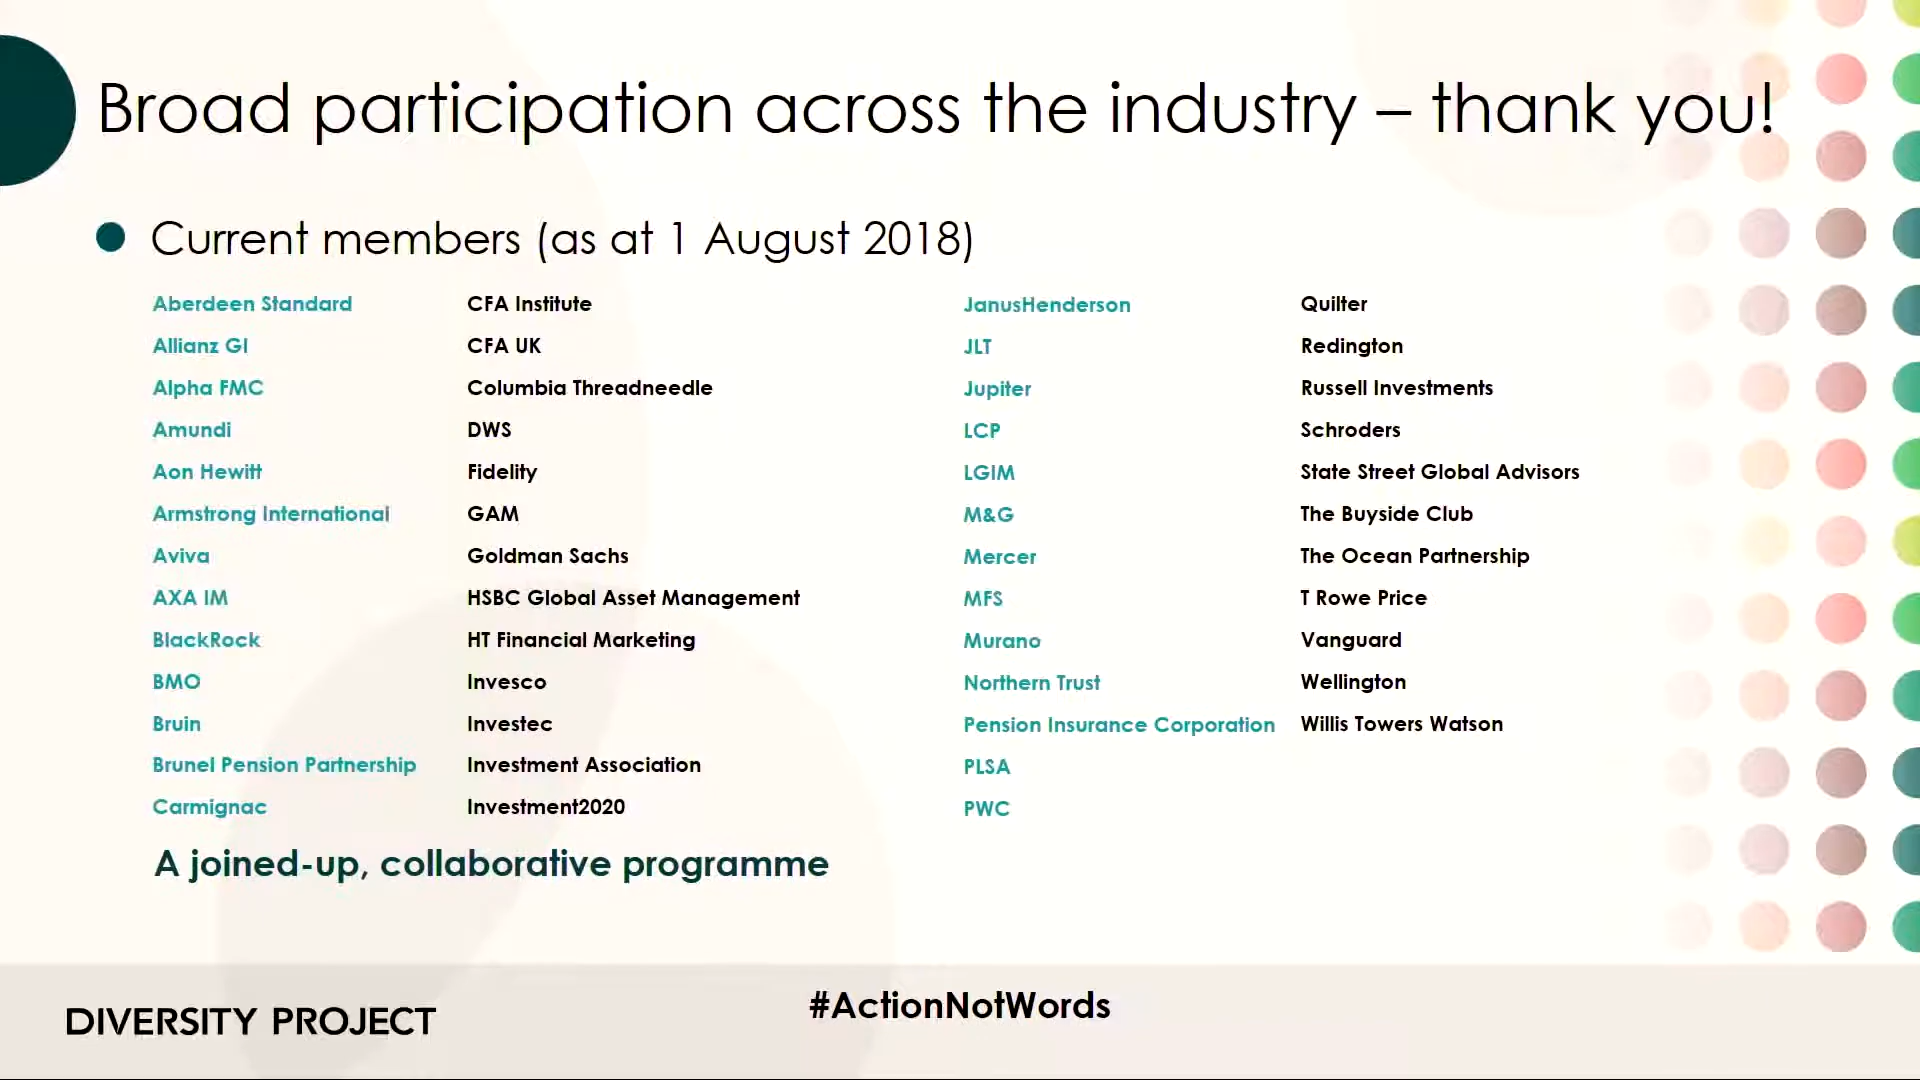 Broad participation across the industry – thank you!
Current members (as at 1 August 2018)
Aberdeen Standard
Allianz GI
Alpha FMC
Amundi
Aon Hewitt
Armstrong International
Aviva
AXA IM
BlackRock
BMO
Bruin
Brunel Pension Partnership
Carmignac
CFA Institute
CFA UK
Columbia Threadneedle
DWS
Fidelity
GAM
Goldman Sachs
HSBC Global Asset Management
HT Financial Marketing
Invesco
Investec
Investment Association
Investment2020
JanusHenderson
JLT
Jupiter
LCP
LGIM
M&G
Mercer
MFS
Murano
Northern Trust
Pension Insurance Corporation
PLSA
PWC
Quilter
Redington
Russell Investments
Schroders
State Street Global Advisors
The Buyside Club
The Ocean Partnership
T Rowe Price
Vanguard
Wellington
Willis Towers Watson
A joined-up, collaborative programme
DIVERSITY PROJECT
#ActionNotWords